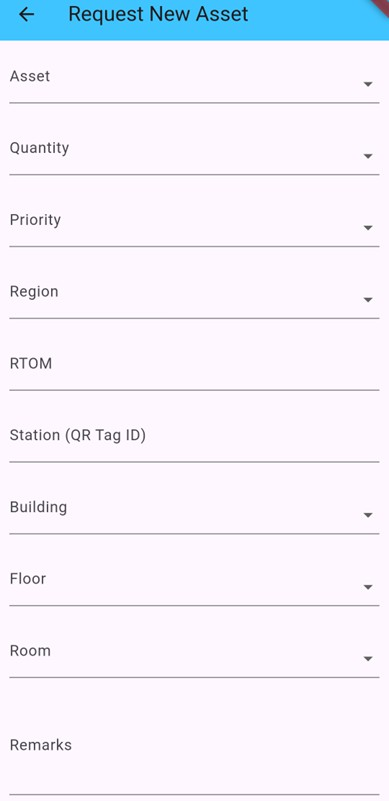 Request New Asset
Asset
Quantity
Priority
Region
RTOM
Station (QR Tag ID)
Building
Floor
Room
Remarks